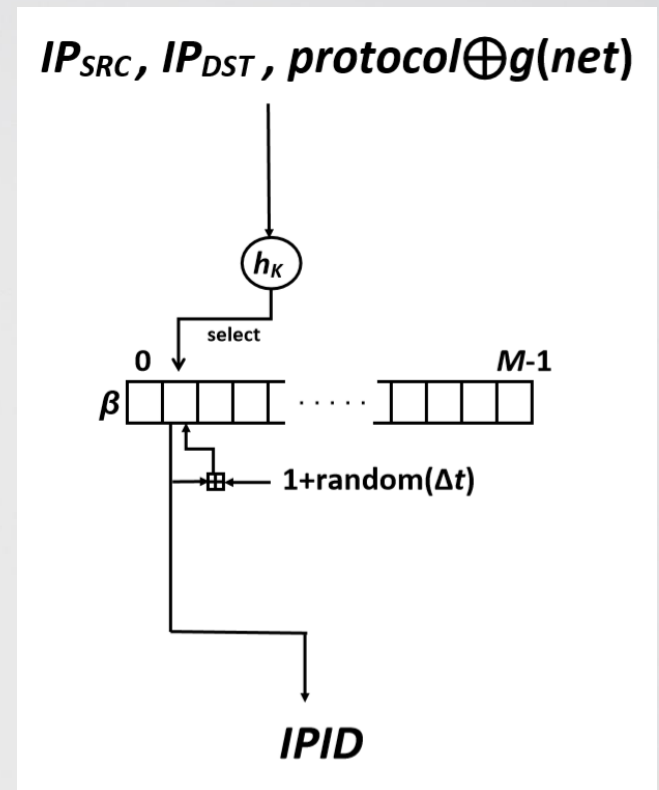 IPSRC, IPDST, protocol⊕g(net)
hK
select
0 M-1
β
.....
1+random(Δt)
IPID